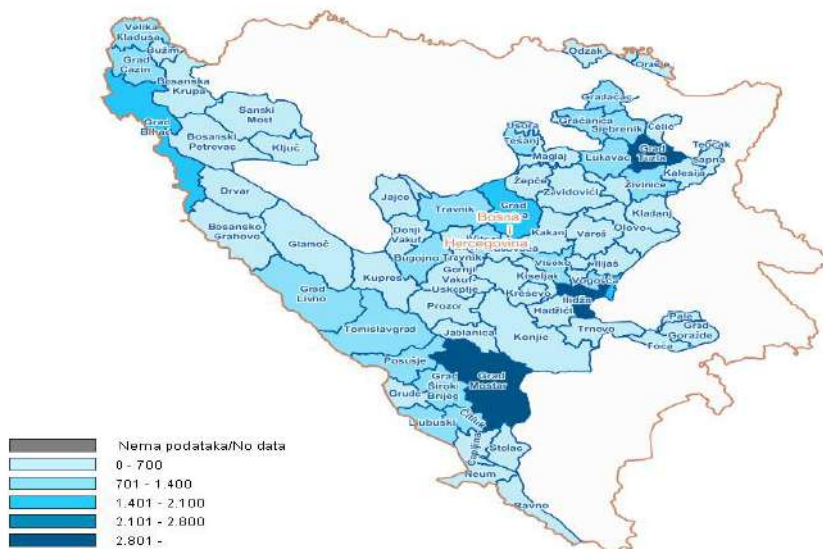 Velika
Kladuša
Bužim
Grad
Cazin
Bosanska
Krupa
Grad
Bihać
Sanski
Most
Bosanski
Petrovac
Ključ
Drvar
Bosansko
Grahovo
Glamoč
Grad
Livno
Tomislavgrad
Kupres
Jajce
Donji
Vakuf
Bugojno
Travnik
Travnik
Gornji
Vakuf
Uskoplje
Prozor
Jablanica
Konjic
Posušje
Grad
Široki
Brijeg
Grude
Ljubuški
Čitluk
Grad
Mostar
Čapljina
Stolac
Neum
Ravno
Odžak
Orašje
Gradačac
Gračanica
Srebrenik
Čelić
Usora
Tešanj
Maglaj
Lukavac
Grad
Tuzla
Teočak
Sapna
Kalesija
Živinice
Žepče
Zavidovići
Kladanj
Olovo
Grad
Bosna
i
Hercegovina
Kakanj
Vareš
Visoko
Ilijaš
Vogošća
Kiseljak
Kreševo
Ilidža
Hadžići
Trnovo
Pale
Grad
Goražde
Foča
Nema podataka/No data
0 - 700
701 - 1.400
1.401 - 2.100
2.101 - 2.800
2.801 -